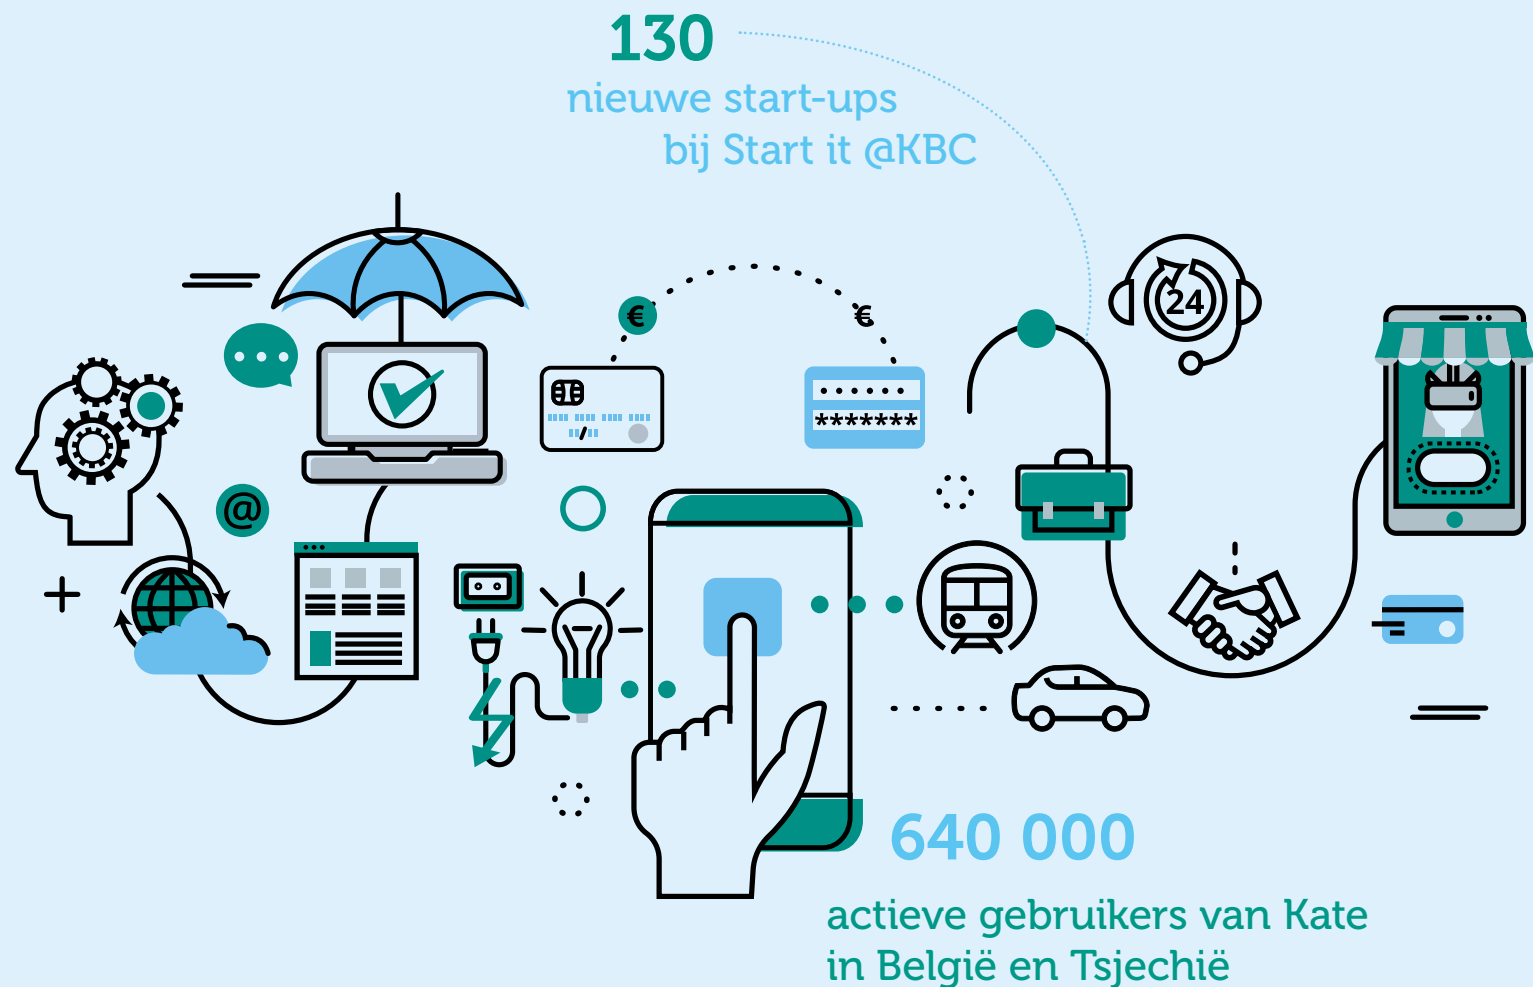 130
nieuwe start-ups
bij Start it @KBC
24
€
€
*******
@
640 000
actieve gebruikers van Kate
in België en Tsjechië